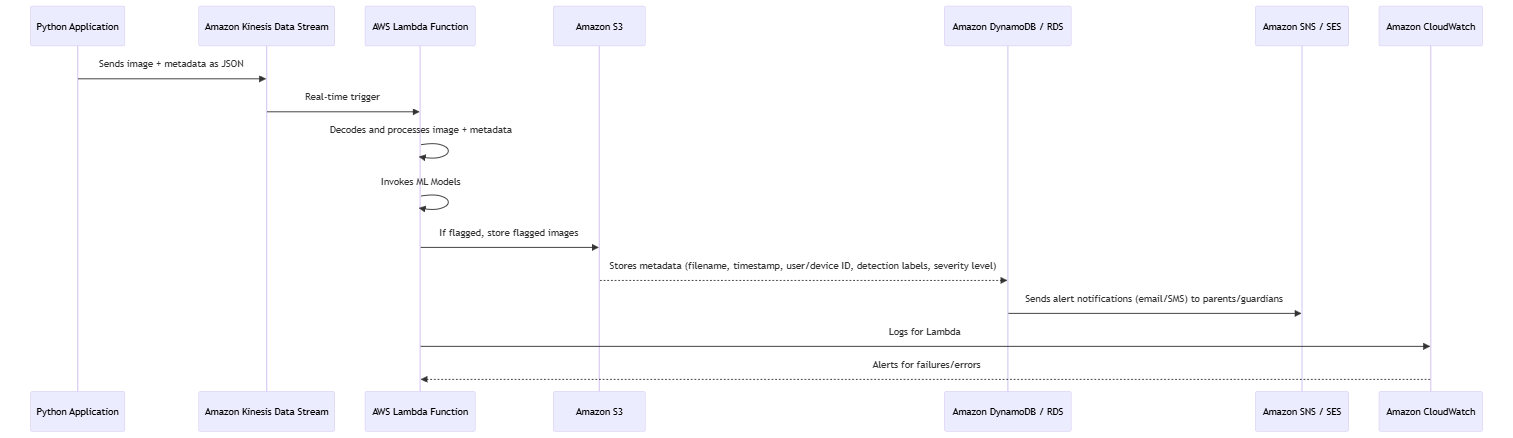 Python Application
Amazon Kinesis Data Stream
AWS Lambda Function
Amazon S3
Amazon DynamoDB / RDS
Amazon SNS / SES
Amazon CloudWatch
Sends image + metadata as JSON
Real-time trigger
Decodes and processes image + metadata
Invokes ML Models
If flagged, store flagged images
Stores metadata (filename, timestamp, user/device ID, detection labels, severity level)
Sends alert notifications (email/SMS) to parents/guardians
Logs for Lambda
Alerts for failures/errors
Python Application
Amazon Kinesis Data Stream
AWS Lambda Function
Amazon S3
Amazon DynamoDB / RDS
Amazon SNS / SES
Amazon CloudWatch